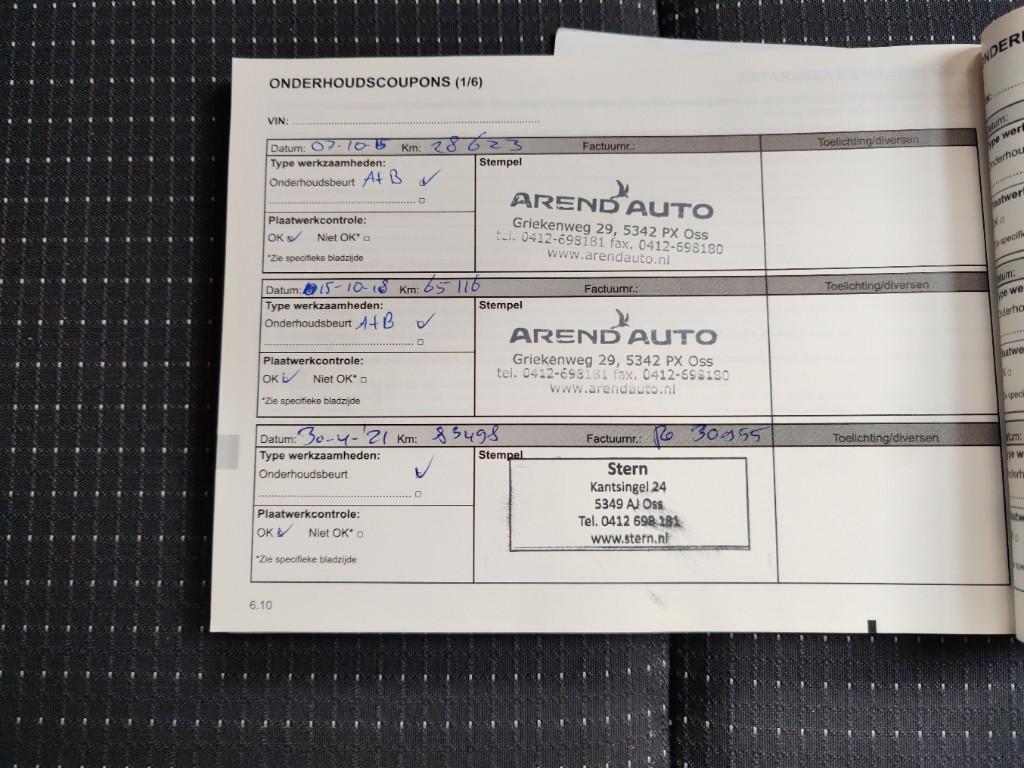 ONDERHOUDSCOUPONS (1/6)
VIN:
Datum: 07-10-15 Km: 28623 Factuurnr.: Toelichting/diversen
Type werkzaamheden:
Onderhoudsbeurt A+B
Stempel
AREND AUTO
Griekenweg 29, 5342 PX Oss
tel. 0412-698181 fax. 0412-698180
www.arendauto.nl
Plaatwerkcontrole:
OK Niet OK*
*Zie specifieke bladzijde
Datum: 15-10-18 Km: 65116 Factuurnr.: Toelichting/diversen
Type werkzaamheden:
Onderhoudsbeurt A+B
Stempel
AREND AUTO
Griekenweg 29, 5342 PX Oss
tel. 0412-698181 fax. 0412-698180
www.arendauto.nl
Plaatwerkcontrole:
OK Niet OK*
*Zie specifieke bladzijde
Datum: 30-4-'21 Km: 83498 Factuurnr.: 30955 Toelichting/diversen
Type werkzaamheden:
Onderhoudsbeurt
Stempel
Stern
Kantsingel 24
5349 AJ Oss
Tel. 0412 698 181
www.stern.nl
Plaatwerkcontrole:
OK Niet OK*
*Zie specifieke bladzijde
6.10